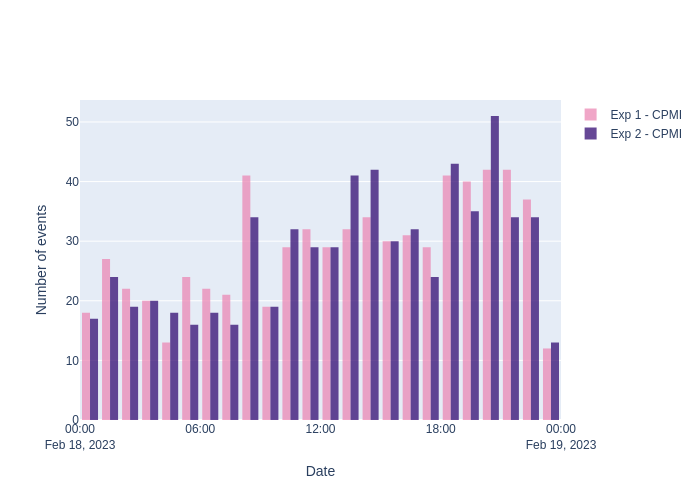 Exp 1 - CPMI
Exp 2 - CPMI
Number of events
50
40
30
20
10
0
00:00
Feb 18, 2023
06:00
12:00
18:00
00:00
Feb 19, 2023
Date